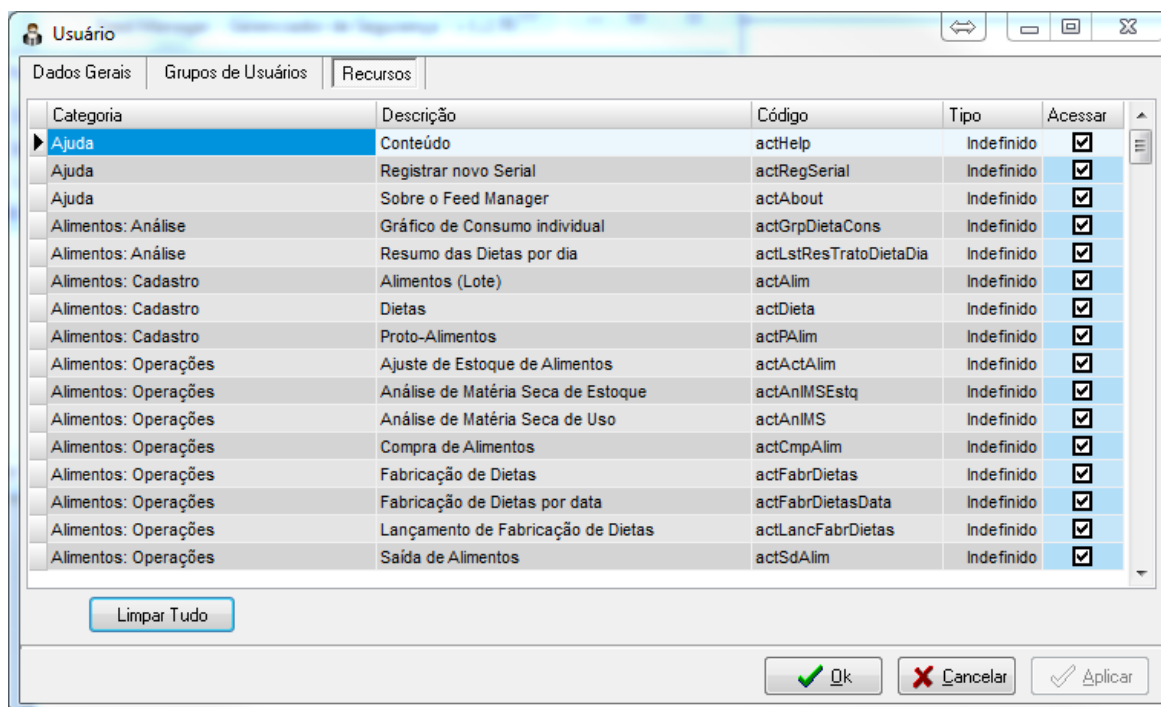 Usuário
Dados Gerais Grupos de Usuários Recursos
Categoria Descrição Código Tipo Acessar
Ajuda Conteúdo actHelp Indefinido
Ajuda Registrar novo Serial actRegSerial Indefinido
Ajuda Sobre o Feed Manager actAbout Indefinido
Alimentos: Análise Gráfico de Consumo individual actGrpDietaCons Indefinido
Alimentos: Análise Resumo das Dietas por dia actLstResTratoDietaDia Indefinido
Alimentos: Cadastro Alimentos (Lote) actAlim Indefinido
Alimentos: Cadastro Dietas actDieta Indefinido
Alimentos: Cadastro Proto-Alimentos actPAlim Indefinido
Alimentos: Operações Ajuste de Estoque de Alimentos actActAlim Indefinido
Alimentos: Operações Análise de Matéria Seca de Estoque actAnlMSEstq Indefinido
Alimentos: Operações Análise de Matéria Seca de Uso actAnlMS Indefinido
Alimentos: Operações Compra de Alimentos actCmpAlim Indefinido
Alimentos: Operações Fabricação de Dietas actFabrDietas Indefinido
Alimentos: Operações Fabricação de Dietas por data actFabrDietasData Indefinido
Alimentos: Operações Lançamento de Fabricação de Dietas actLancFabrDietas Indefinido
Alimentos: Operações Saída de Alimentos actSdAlim Indefinido
Limpar Tudo
Ok Cancelar Aplicar